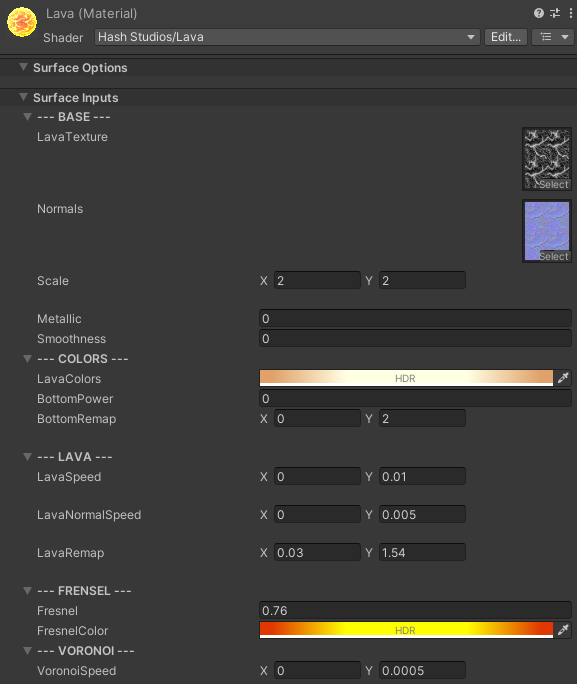 Lava (Material)
Shader Hash Studios/Lava Edit...
Surface Options
Surface Inputs
--- BASE ---
LavaTexture
Select
Normals
Select
Scale X 2 Y 2
Metallic 0
Smoothness 0
--- COLORS ---
LavaColors HDR
BottomPower 0
BottomRemap X 0 Y 2
--- LAVA ---
LavaSpeed X 0 Y 0.01
LavaNormalSpeed X 0 Y 0.005
LavaRemap X 0.03 Y 1.54
--- FRENSEL ---
Fresnel 0.76
FresnelColor HDR
--- VORONOI ---
VoronoiSpeed X 0 Y 0.0005